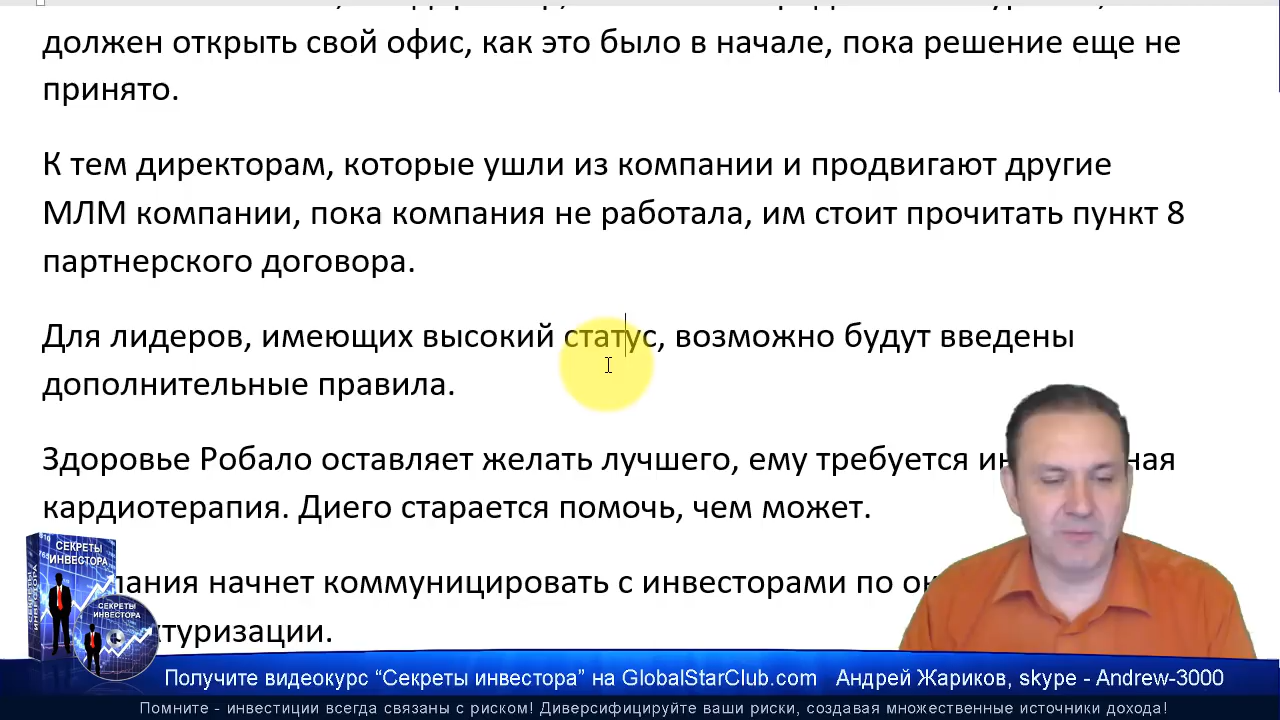 должен открыть свой офис, как это было в начале, пока решение еще не
принято.
К тем директорам, которые ушли из компании и продвигают другие
МЛМ компании, пока компания не работала, им стоит прочитать пункт 8
партнерского договора.
Для лидеров, имеющих высокий статус, возможно будут введены
дополнительные правила.
Здоровье Робало оставляет желать лучшего, ему требуется
кардиотерапия. Диего старается помочь, чем может.
начнет коммуницировать с инвесторами по
СЕКРЕТЫ
ИНВЕСТОРА
СЕКРЕТЫ
ИНВЕСТОРА
Получите видеокурс “Секреты инвестора” на GlobalStarClub.com Андрей Жариков, skype - Andrew-3000
Помните - инвестиции всегда связаны с риском! Диверсифицируйте ваши риски, создавая множественные источники дохода!